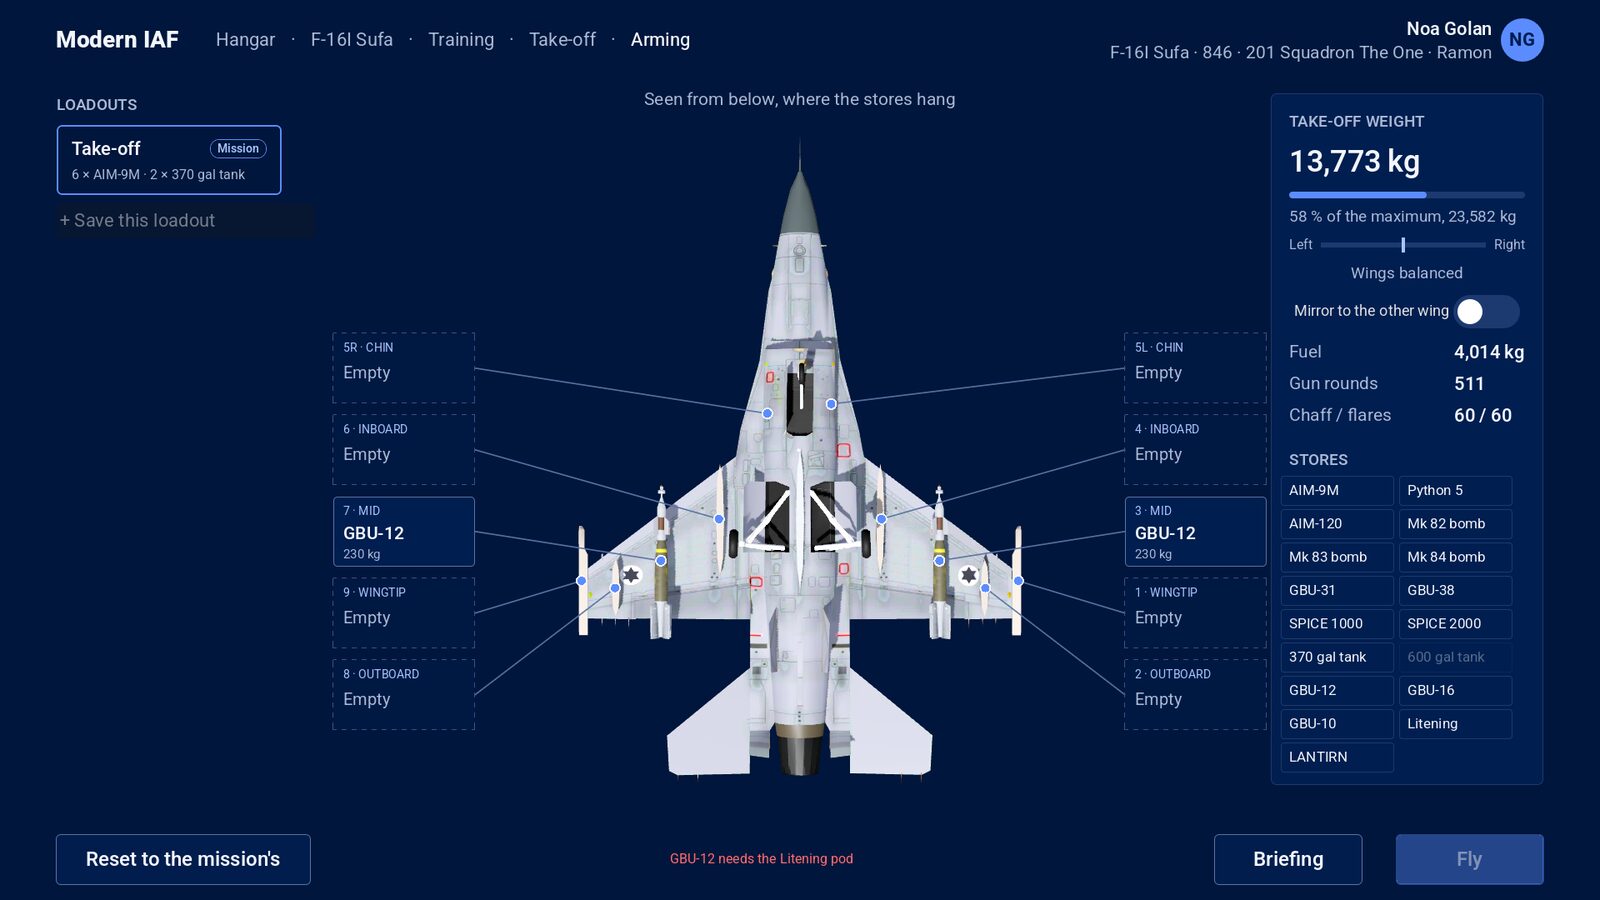 Modern IAF
Hangar · F-16I Sufa · Training · Take-off · Arming
Noa Golan
F-16I Sufa · 846 · 201 Squadron The One · Ramon
NG
LOADOUTS
Take-off
Mission
6 × AIM-9M · 2 × 370 gal tank
+ Save this loadout
Seen from below, where the stores hang
5R · CHIN
Empty
6 · INBOARD
Empty
7 · MID
GBU-12
230 kg
9 · WINGTIP
Empty
8 · OUTBOARD
Empty
5L · CHIN
Empty
4 · INBOARD
Empty
3 · MID
GBU-12
230 kg
1 · WINGTIP
Empty
2 · OUTBOARD
Empty
TAKE-OFF WEIGHT
13,773 kg
58 % of the maximum, 23,582 kg
Left Right
Wings balanced
Mirror to the other wing
Fuel 4,014 kg
Gun rounds 511
Chaff / flares 60 / 60
STORES
AIM-9M Python 5
AIM-120 Mk 82 bomb
Mk 83 bomb Mk 84 bomb
GBU-31 GBU-38
SPICE 1000 SPICE 2000
370 gal tank 600 gal tank
GBU-12 GBU-16
GBU-10 Litening
LANTIRN
Reset to the mission's
GBU-12 needs the Litening pod
Briefing
Fly